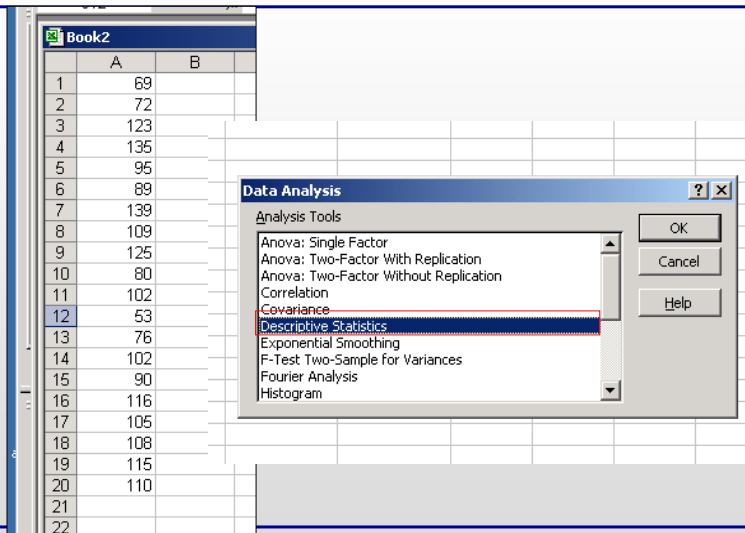 Book2
A B
1 69
2 72
3 123
4 135
5 95
6 89
7 139
8 109
9 125
10 80
11 102
12 53
13 76
14 102
15 90
16 116
17 105
18 108
19 115
20 110
21
22
Data Analysis
Analysis Tools
Anova: Single Factor
Anova: Two-Factor With Replication
Anova: Two-Factor Without Replication
Correlation
Covariance
Descriptive Statistics
Exponential Smoothing
F-Test Two-Sample for Variances
Fourier Analysis
Histogram
OK
Cancel
Help